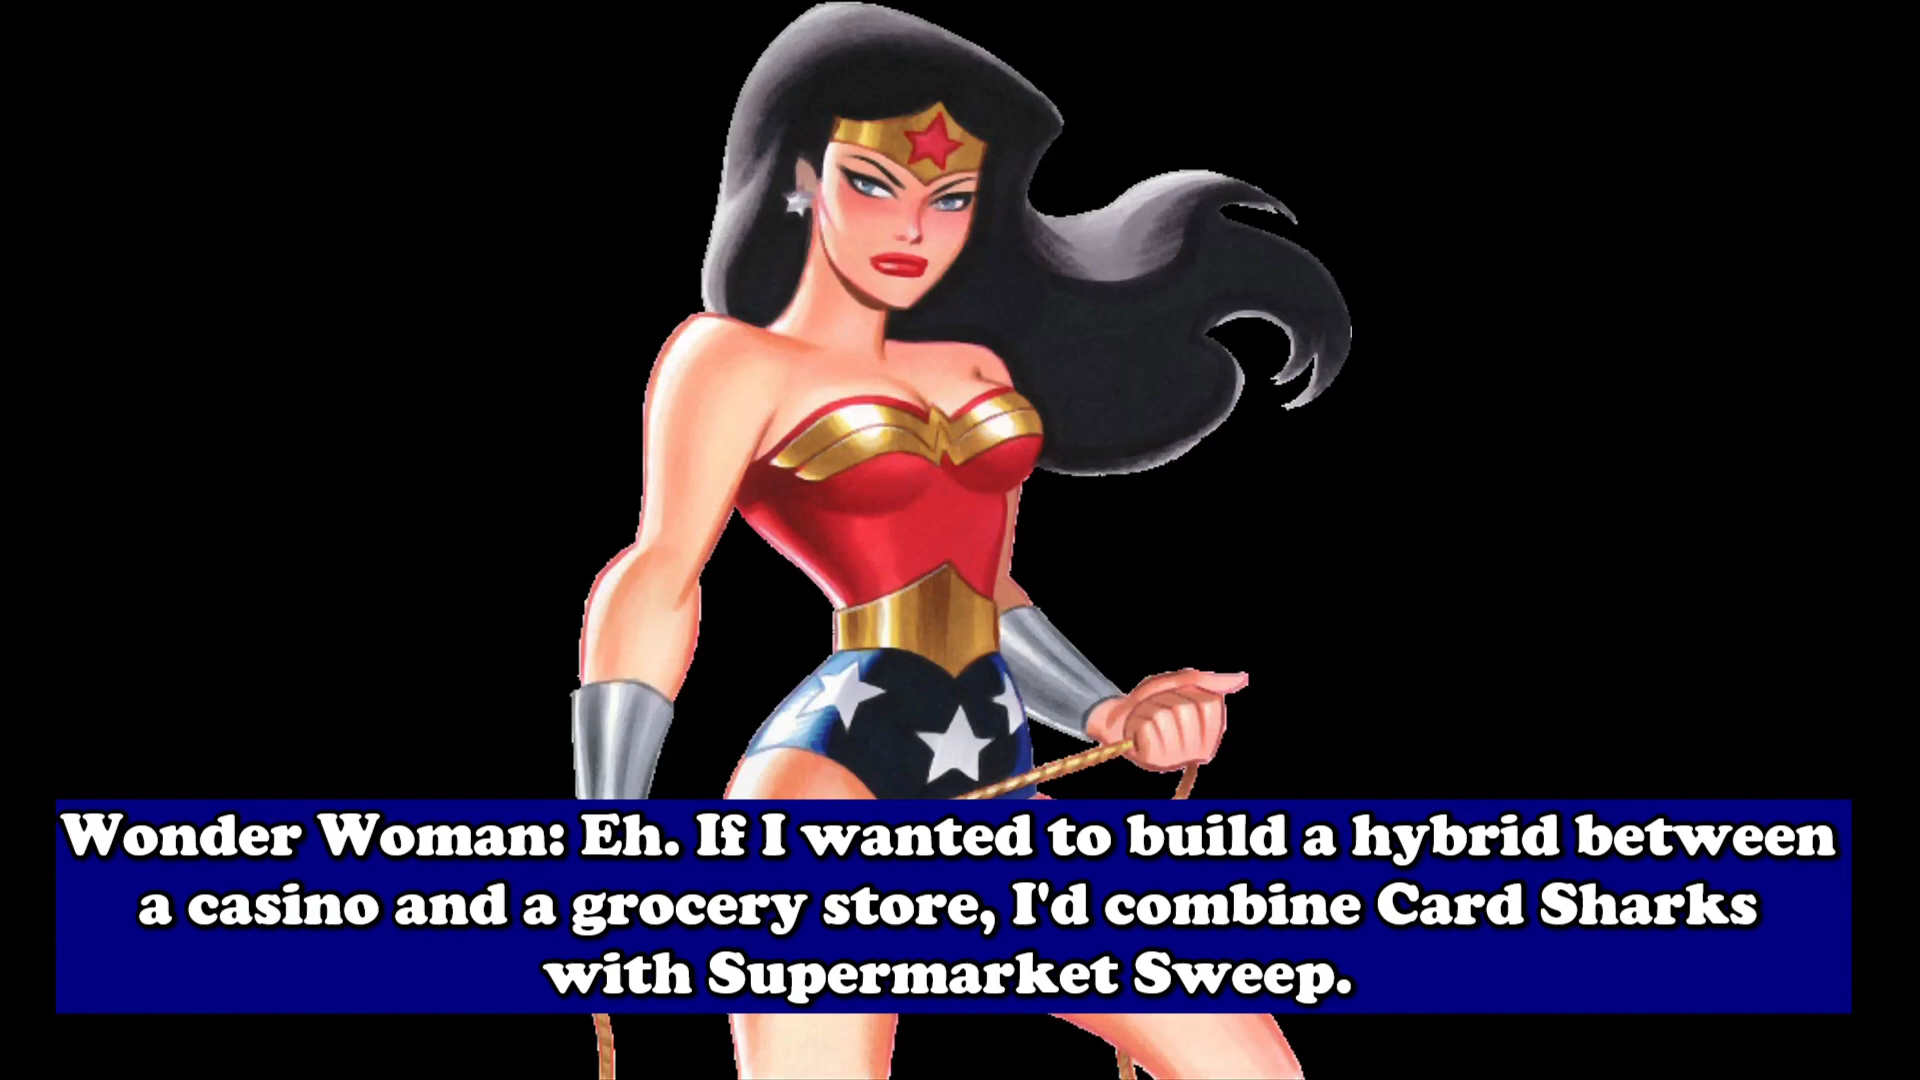 Wonder Woman: Eh. If I wanted to build a hybrid between
a casino and a grocery store, I'd combine Card Sharks
with Supermarket Sweep.